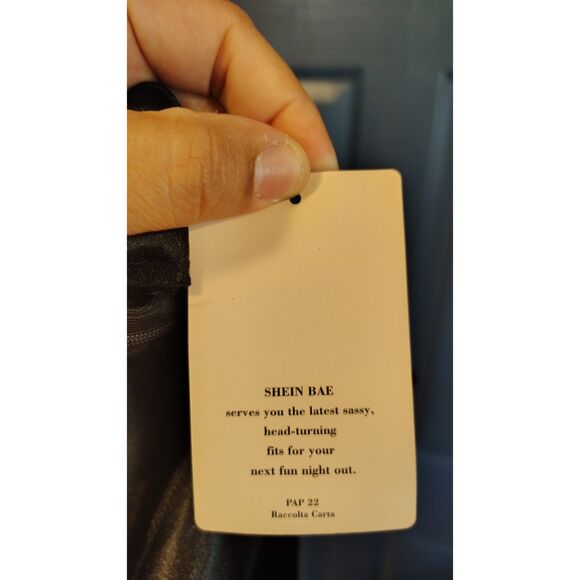 SHEIN BAE
serves you the latest sassy,
head-turning
fits for your
next fun night out.
PAP 22
Raccolta Carta